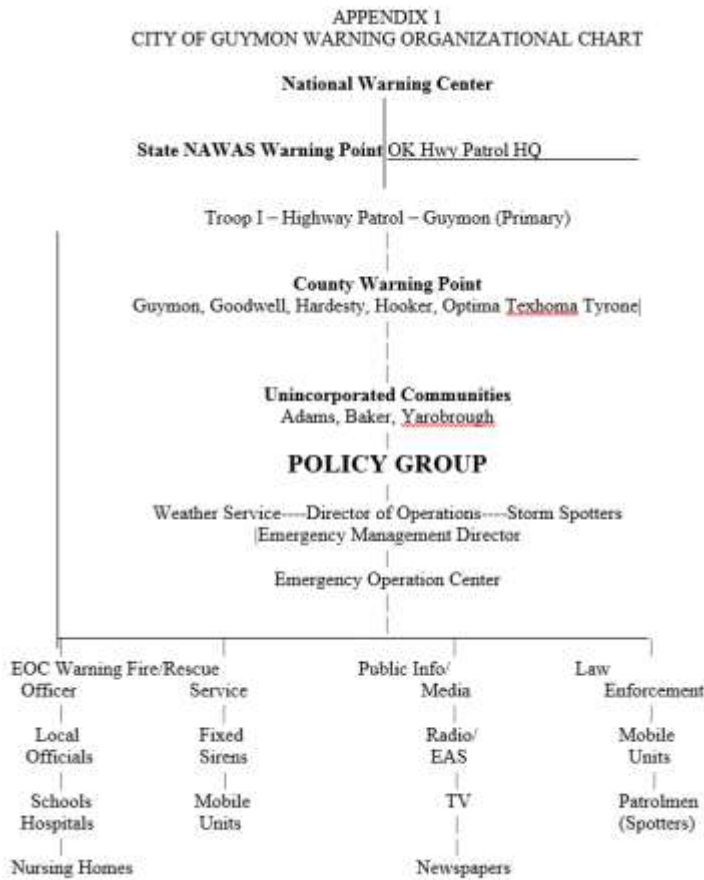 APPENDIX 1
CITY OF GUYMON WARNING ORGANIZATIONAL CHART
National Warning Center
State NAWAS Warning Point OK Hwy Patrol HQ
Troop I – Highway Patrol – Guymon (Primary)
County Warning Point
Guymon, Goodwell, Hardesty, Hooker, Optima Texhoma Tyrone|
Unincorporated Communities
Adams, Baker, Yarobrough
POLICY GROUP
Weather Service----Director of Operations----Storm Spotters
|Emergency Management Director
Emergency Operation Center
EOC Warning Fire/Rescue Public Info/ Law
Officer Service Media Enforcement
Local Fixed Radio/ Mobile
Officials Sirens EAS Units
Schools Mobile TV Patrolmen
Hospitals Units (Spotters)
Nursing Homes Newspapers